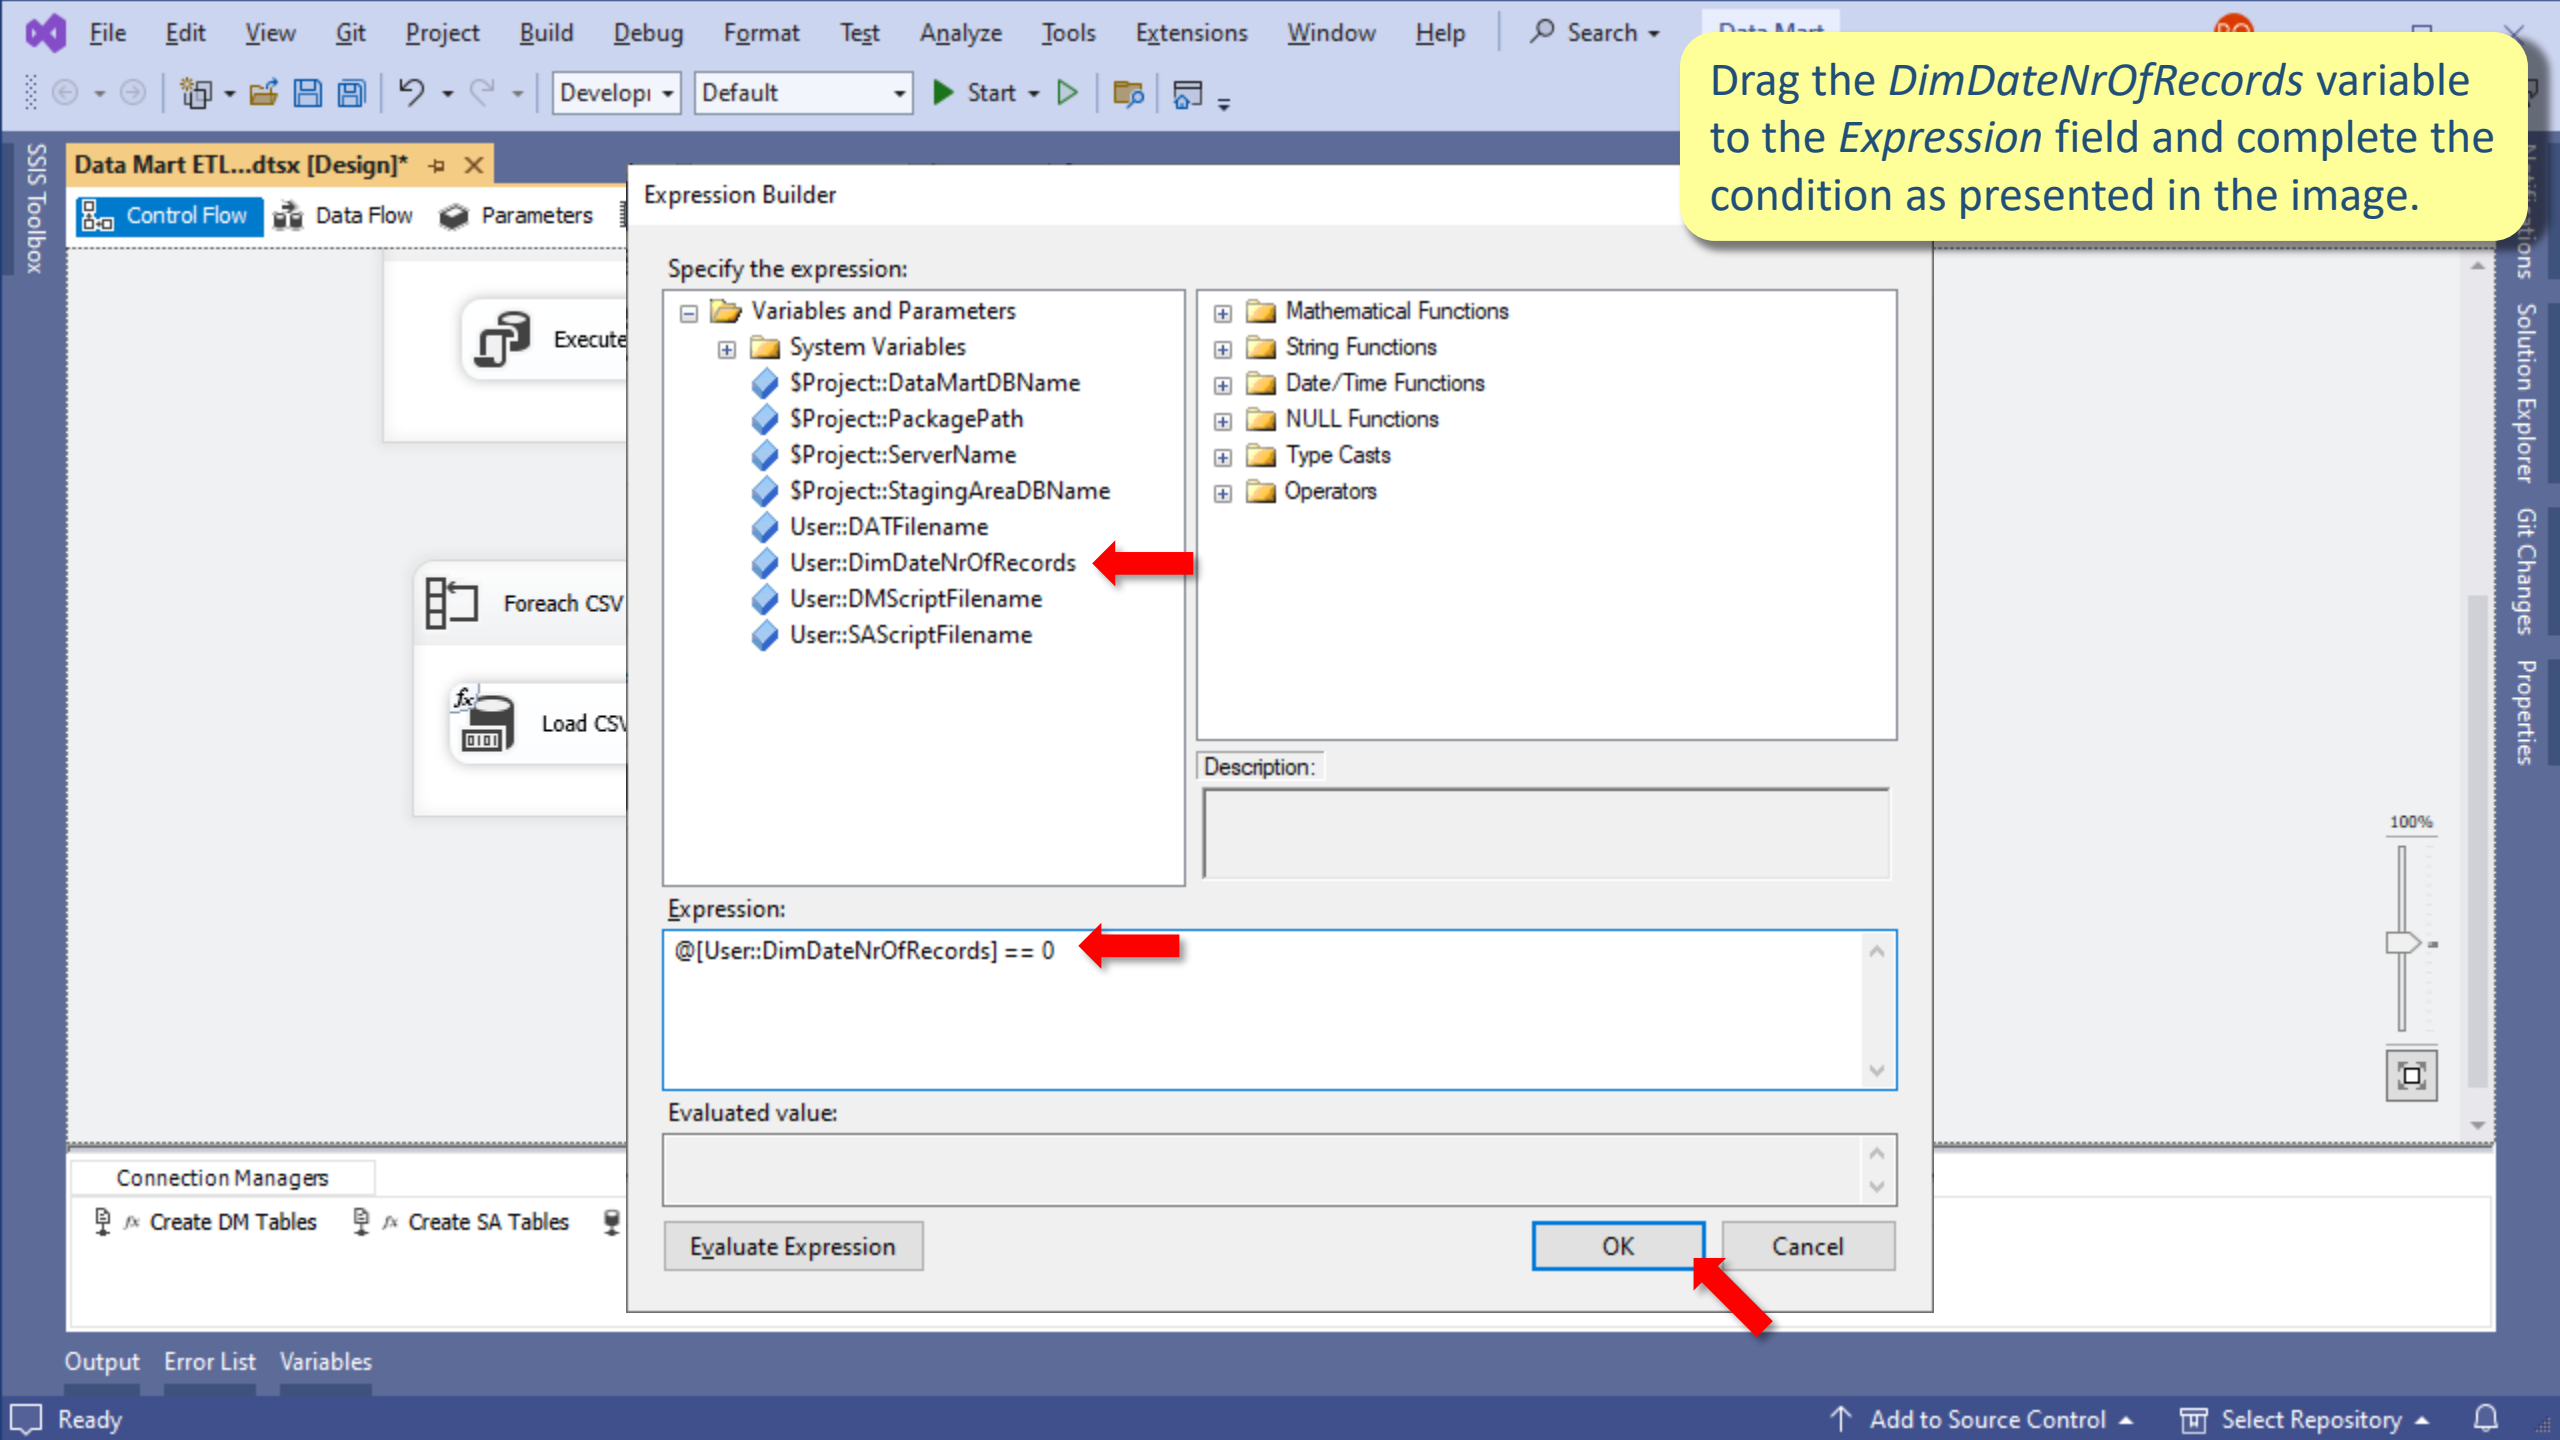 File Edit View Git Project Build Debug Format Test Analyze Tools Extensions Window Help Search
Default Start
Drag the DimDateNrOfRecords variable
to the Expression field and complete the
condition as presented in the image.
SSIS Toolbox
Data Mart ETL...dtsx [Design]*
Control Flow Data Flow Parameters
Expression Builder
Specify the expression:
Variables and Parameters
System Variables
$Project::DataMartDBName
$Project::PackagePath
$Project::ServerName
$Project::StagingAreaDBName
User::DATFilename
User::DimDateNrOfRecords
User::DMScriptFilename
User::SAScriptFilename
Mathematical Functions
String Functions
Date/Time Functions
NULL Functions
Type Casts
Operators
Description:
Execute
Foreach CSV
fx
Load CSV
0101
Expression:
@[User::DimDateNrOfRecords] == 0
Evaluated value:
Evaluate Expression OK Cancel
100%
Solution Explorer
Git Changes
Properties
Connection Managers
fx Create DM Tables fx Create SA Tables
Output Error List Variables
Ready Add to Source Control Select Repository